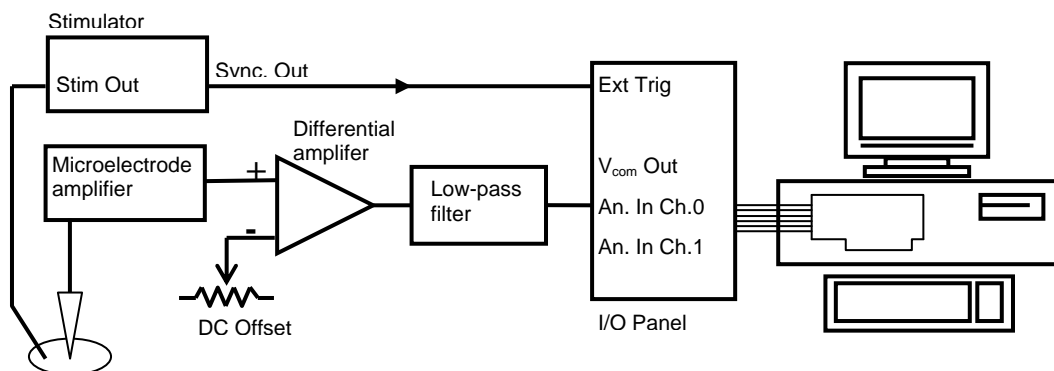 Stimulator
Stim Out
Sync. Out
Ext Trig
Differential
amplifer
Microelectrode
amplifier
+
-
Low-pass
filter
Vcom Out
An. In Ch.0
An. In Ch.1
DC Offset
I/O Panel